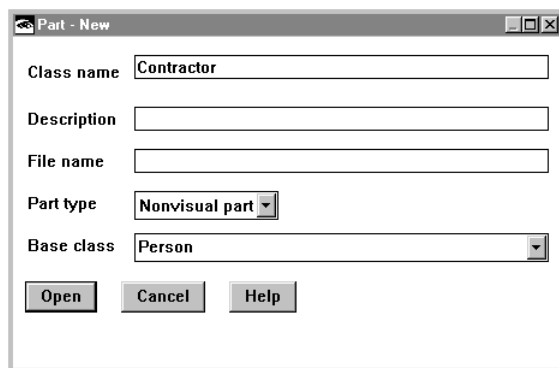 Part - New
Class name Contractor
Description
File name
Part type Nonvisual part
Base class Person
Open Cancel Help